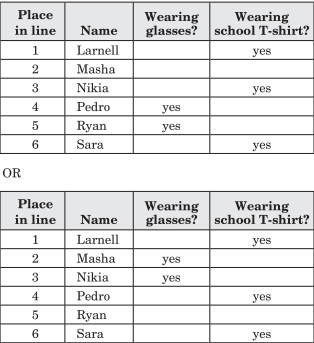 Place in line Name Wearing glasses? Wearing school T-shirt?
1 Larnell yes
2 Masha
3 Nikia yes
4 Pedro yes
5 Ryan yes
6 Sara yes
OR
Place in line Name Wearing glasses? Wearing school T-shirt?
1 Larnell yes
2 Masha yes
3 Nikia yes
4 Pedro yes
5 Ryan
6 Sara yes